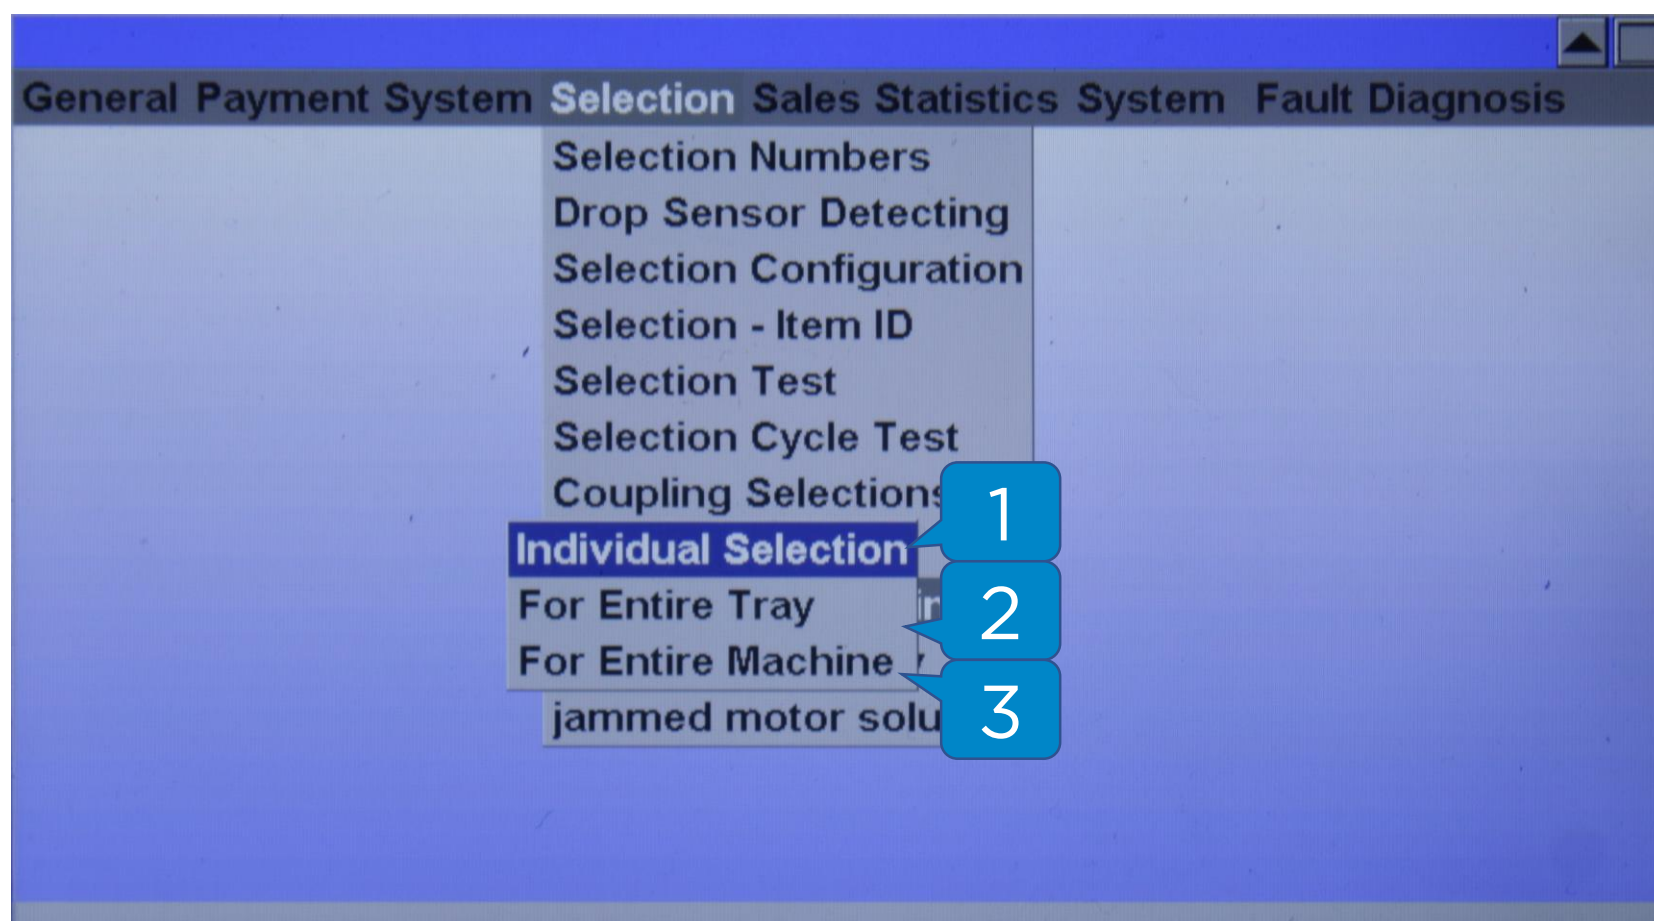 General Payment System Selection Sales Statistics System Fault Diagnosis
Selection Numbers
Drop Sensor Detecting
Selection Configuration
Selection - Item ID
Selection Test
Selection Cycle Test
Coupling Selections
1
Individual Selection
For Entire Tray
2
For Entire Machine
3
jammed motor